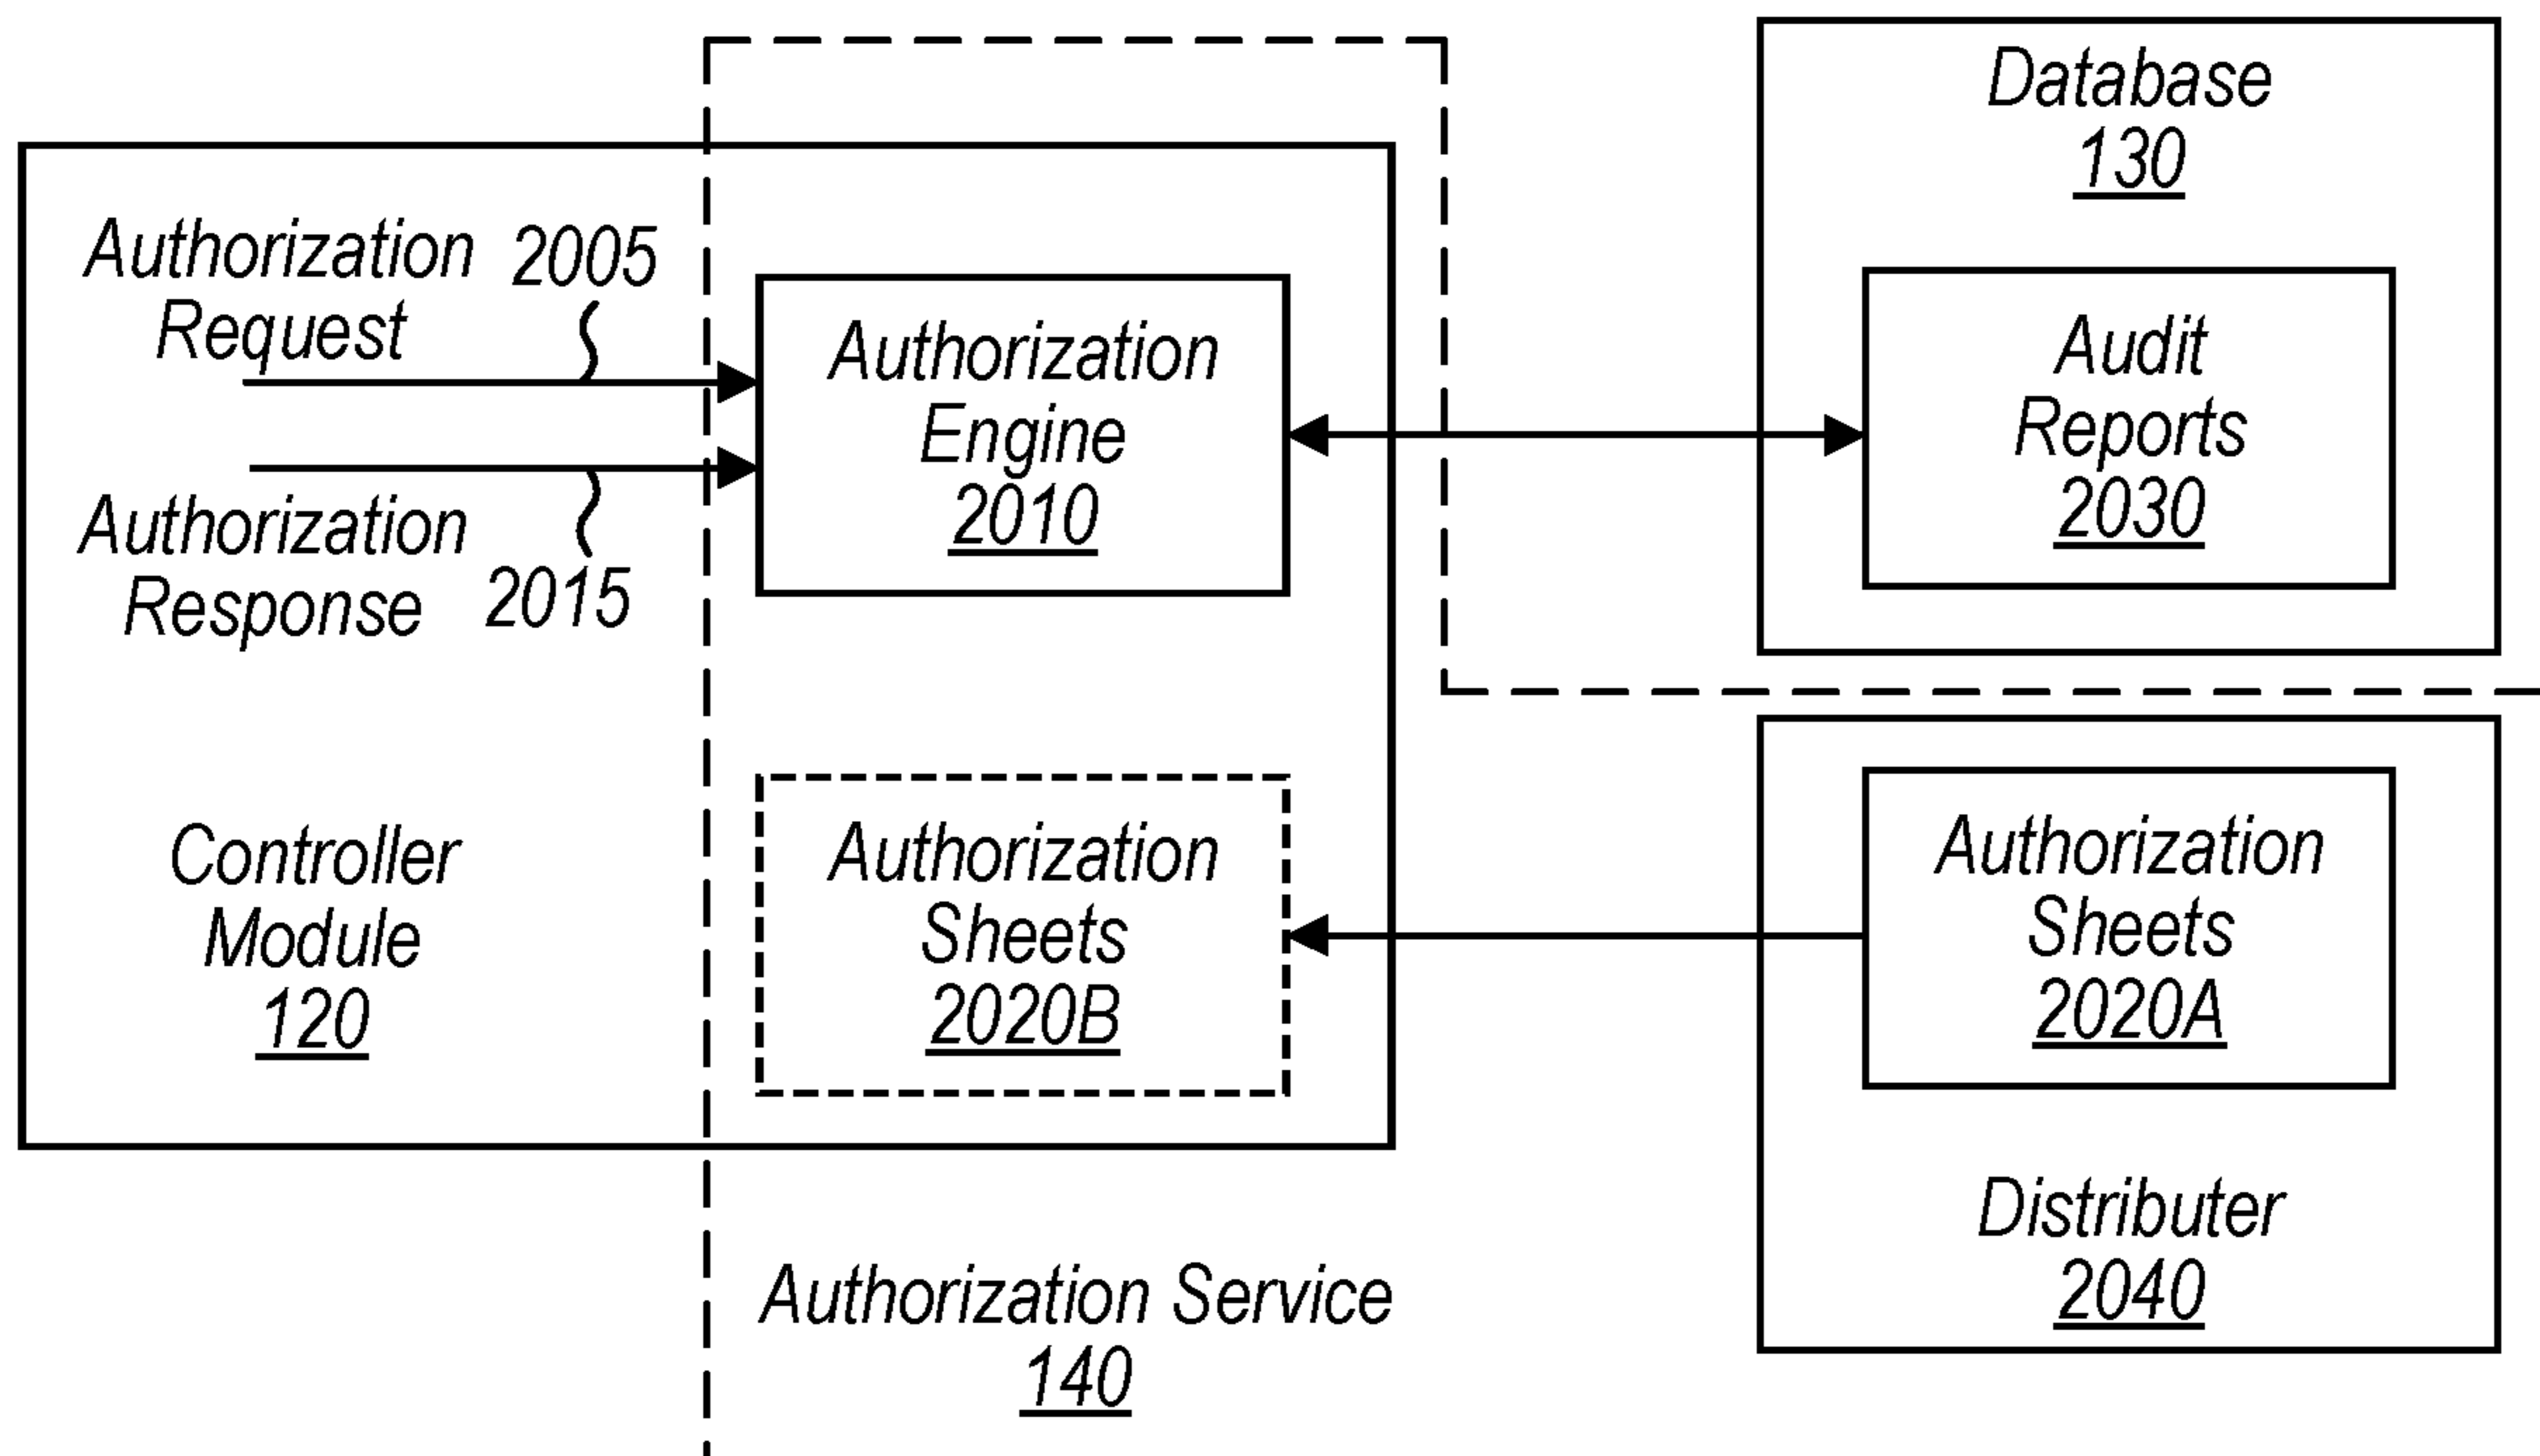 Database
130
Authorization
Request
2005
Authorization
Engine
2010
Audit
Reports
2030
Authorization
Response
2015
Controller
Module
120
Authorization
Sheets
2020B
Authorization
Sheets
2020A
Distributer
2040
Authorization Service
140